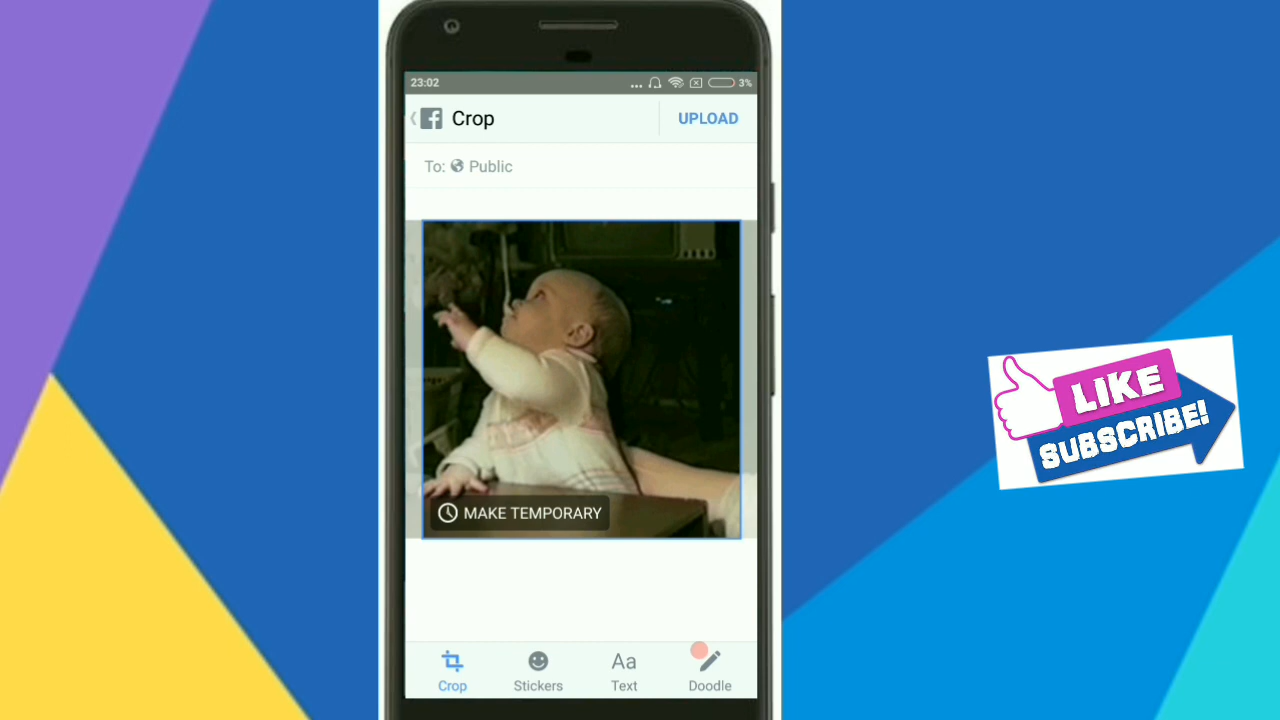 23:02
3%
Crop
UPLOAD
To: Public
MAKE TEMPORARY
Crop
Stickers
Aa
Text
Doodle
LIKE
SUBSCRIBE!